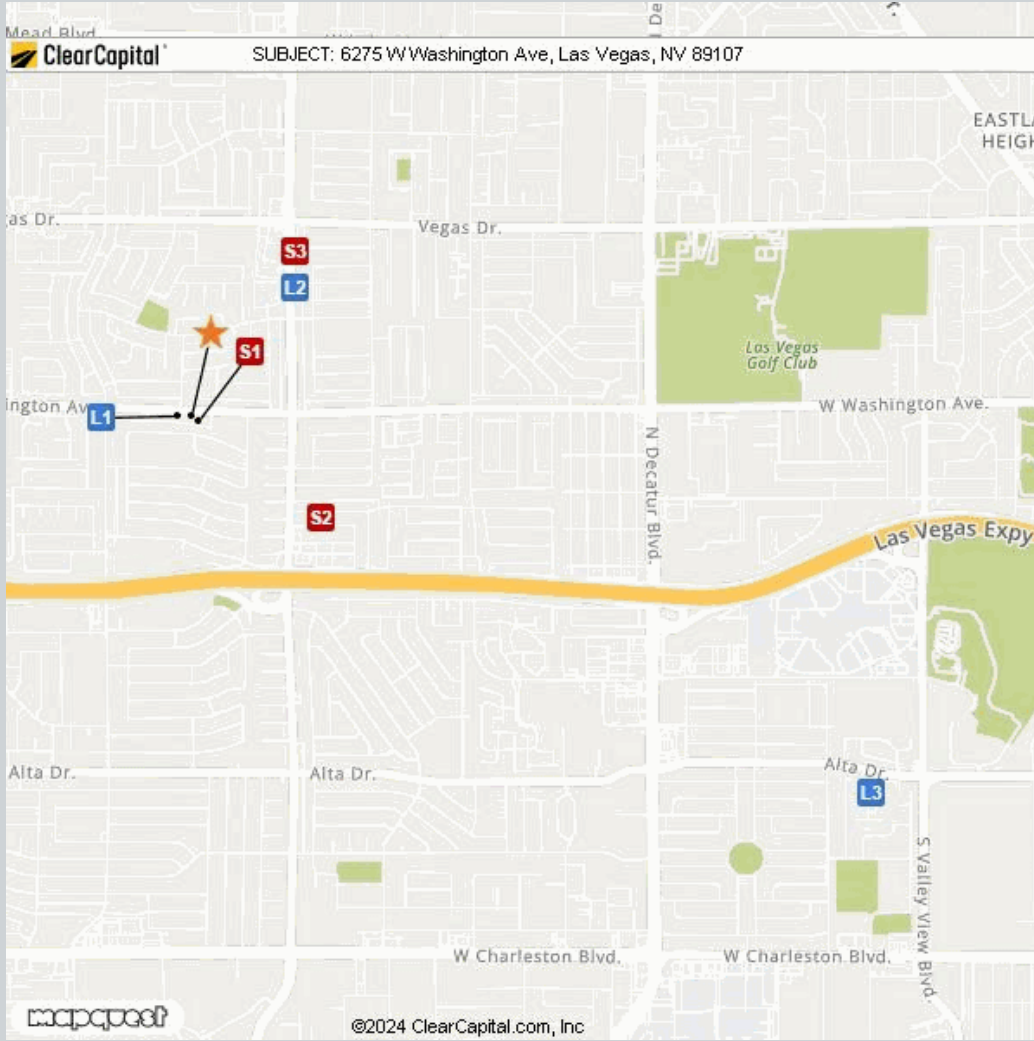 Mead Blvd.
ClearCapital
SUBJECT: 6275 W Washington Ave, Las Vegas, NV 89107
EASTLA
HEIGH
as Dr.
Vegas Dr.
S3
L2
S1
Las Vegas
Golf Club
ington Av
L1
W Washington Ave.
N Decatur Blvd.
S2
Las Vegas Expy
Alta Dr.
Alta Dr.
Alta Dr.
L3
S Valley View Blvd.
W Charleston Blvd.
W Charleston Blvd.
mapquest
©2024 ClearCapital.com, Inc